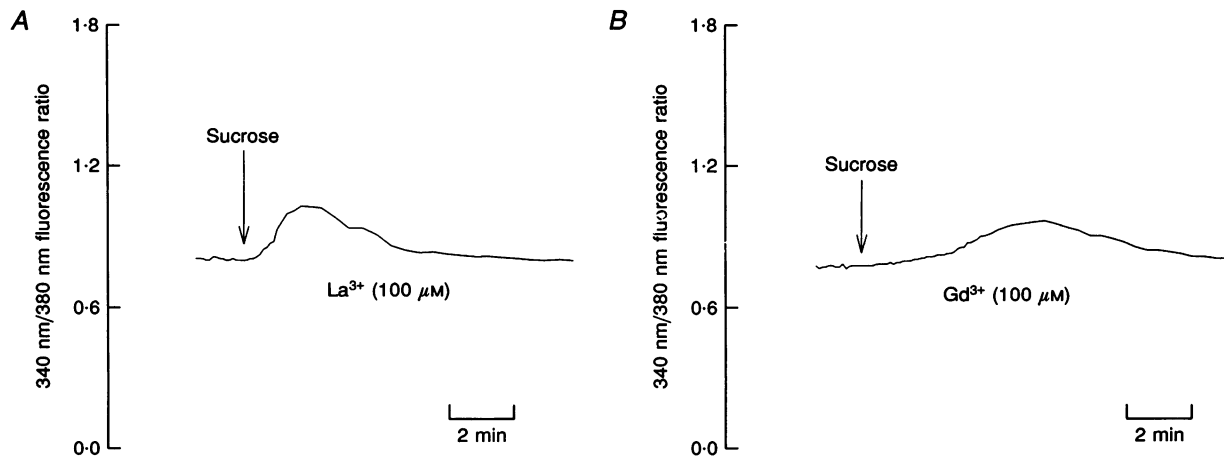 A
1·8
1·2
0·6
0·0
340 nm/380 nm fluorescence ratio
Sucrose
La³⁺ (100 μM)
2 min
B
1·8
1·2
0·6
0·0
340 nm/380 nm fluorescence ratio
Sucrose
Gd³⁺ (100 μM)
2 min